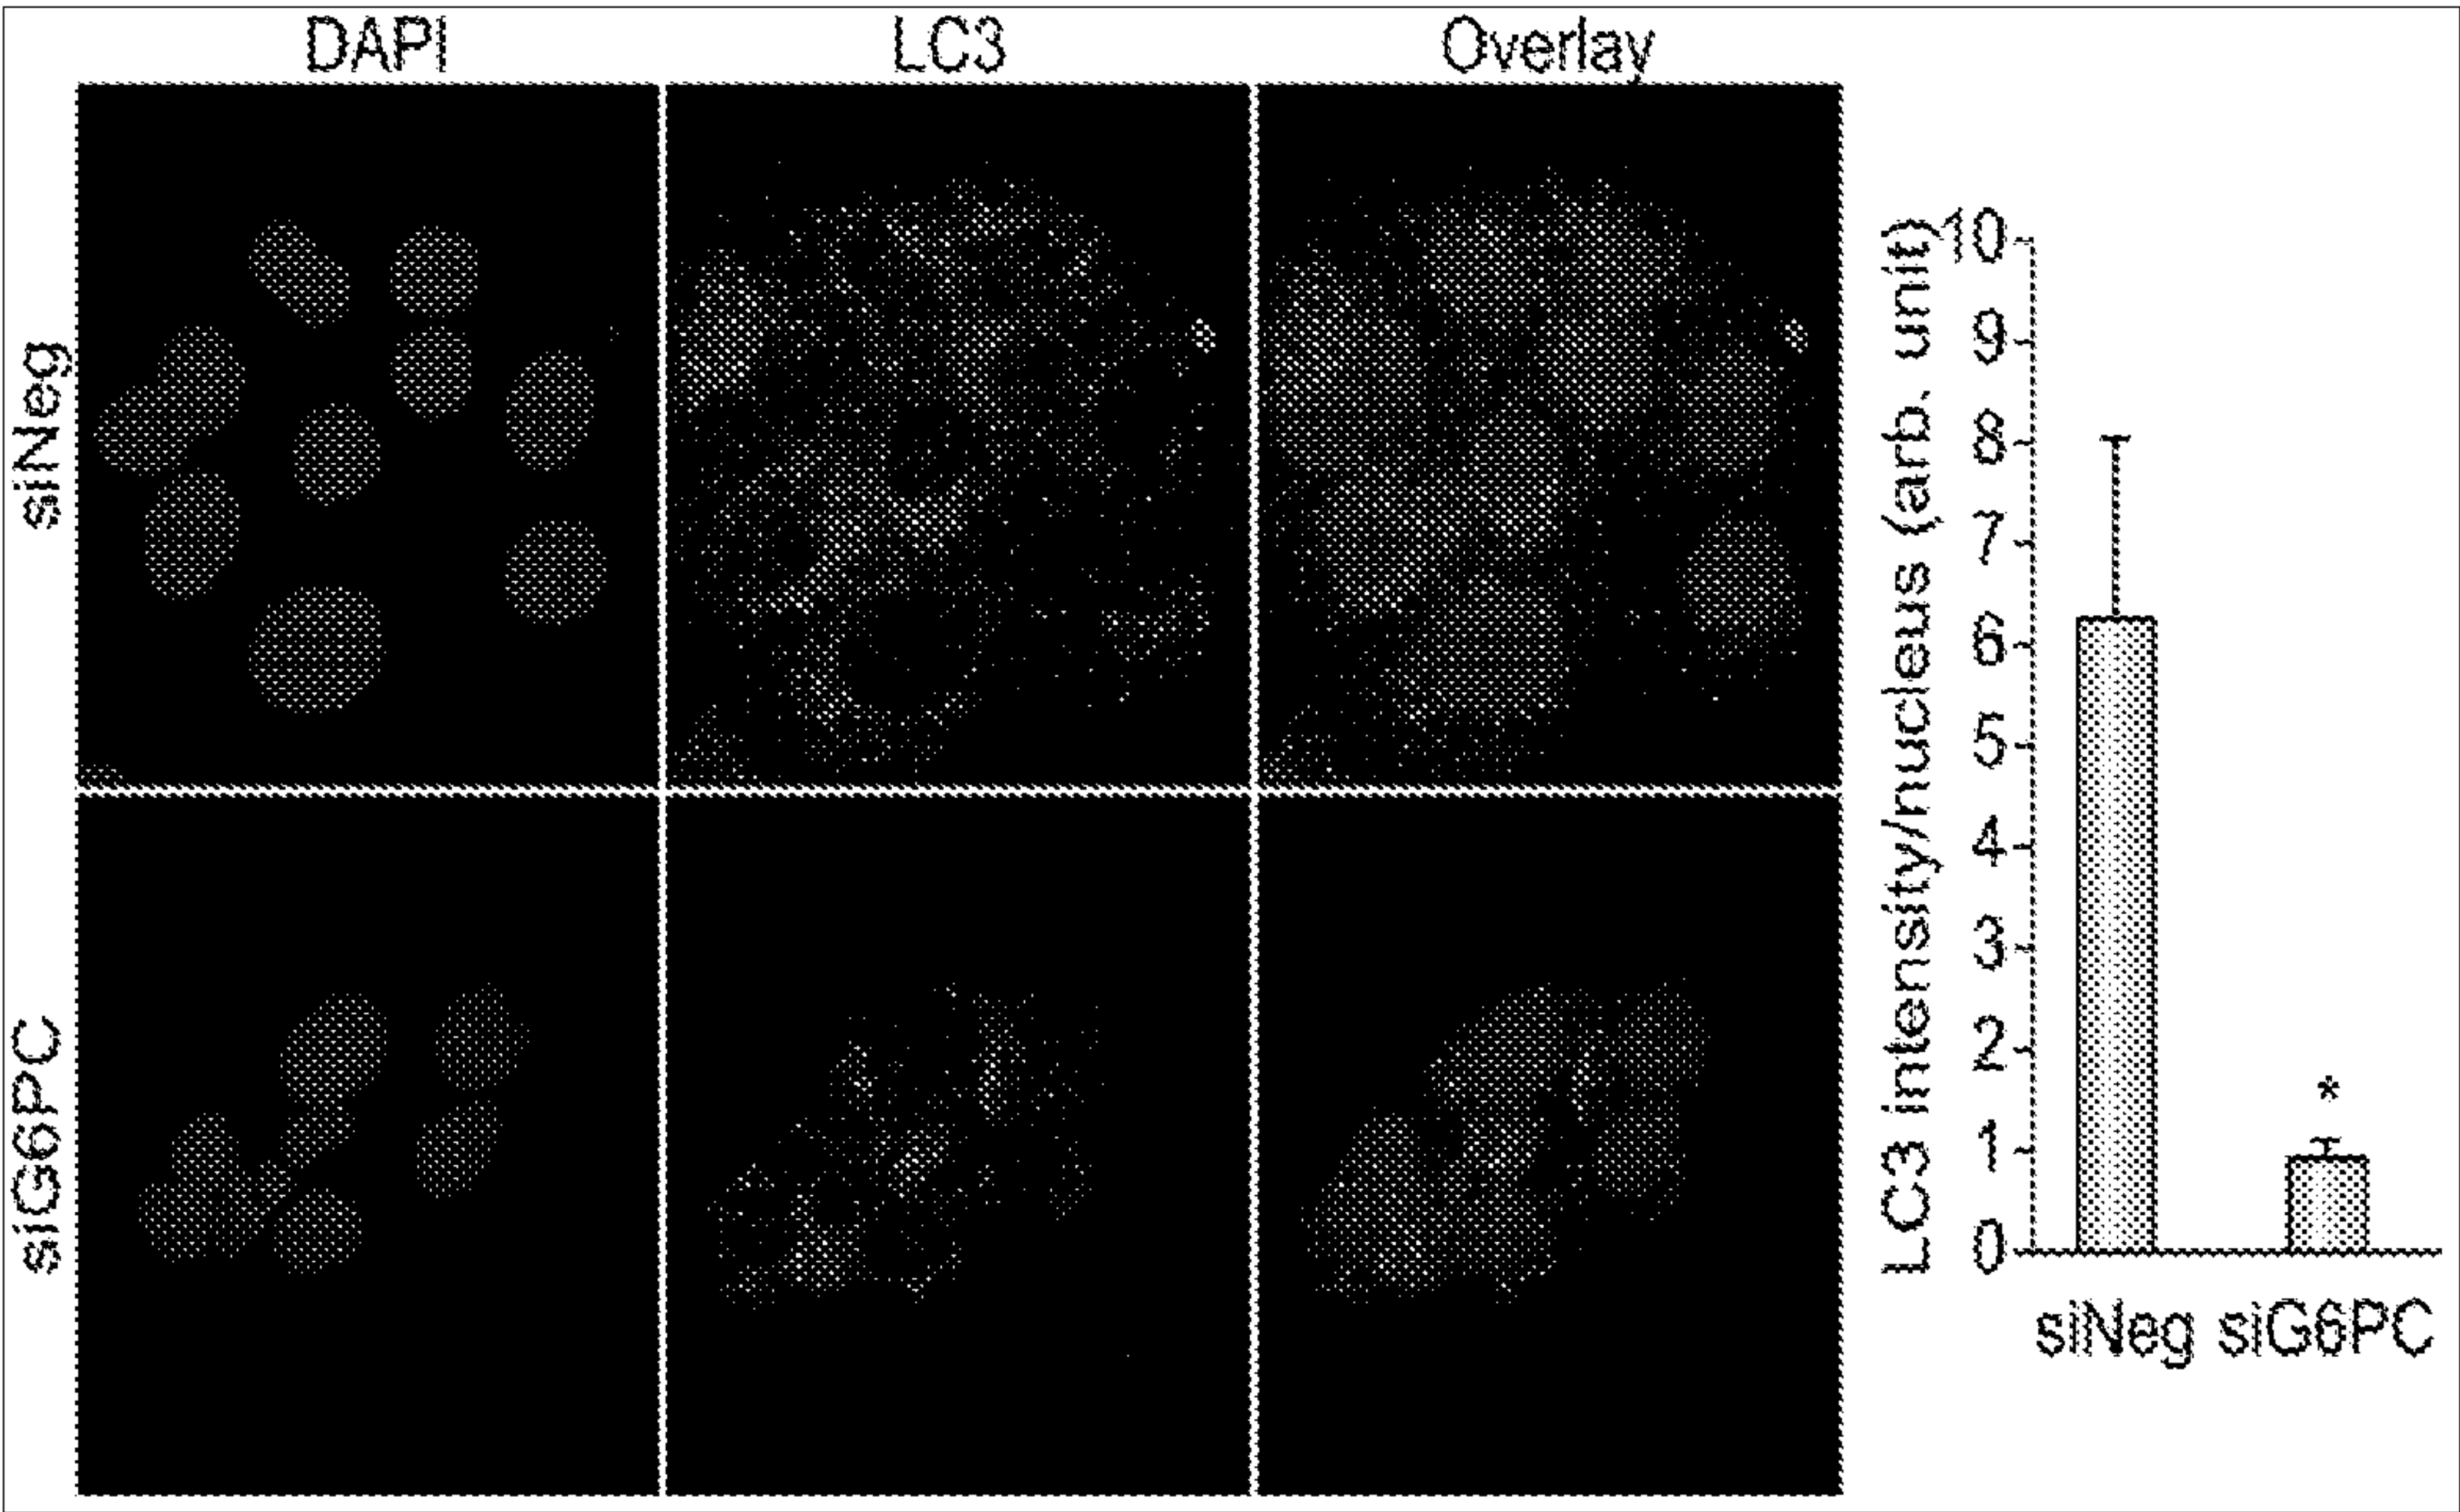 DAPI
LC3
Overlay
siNeg
siG6PC
LC3 intensity/nucleus (arb. unit)
10
9
8
7
6
5
4
3
2
1
0
*
siNeg siG6PC